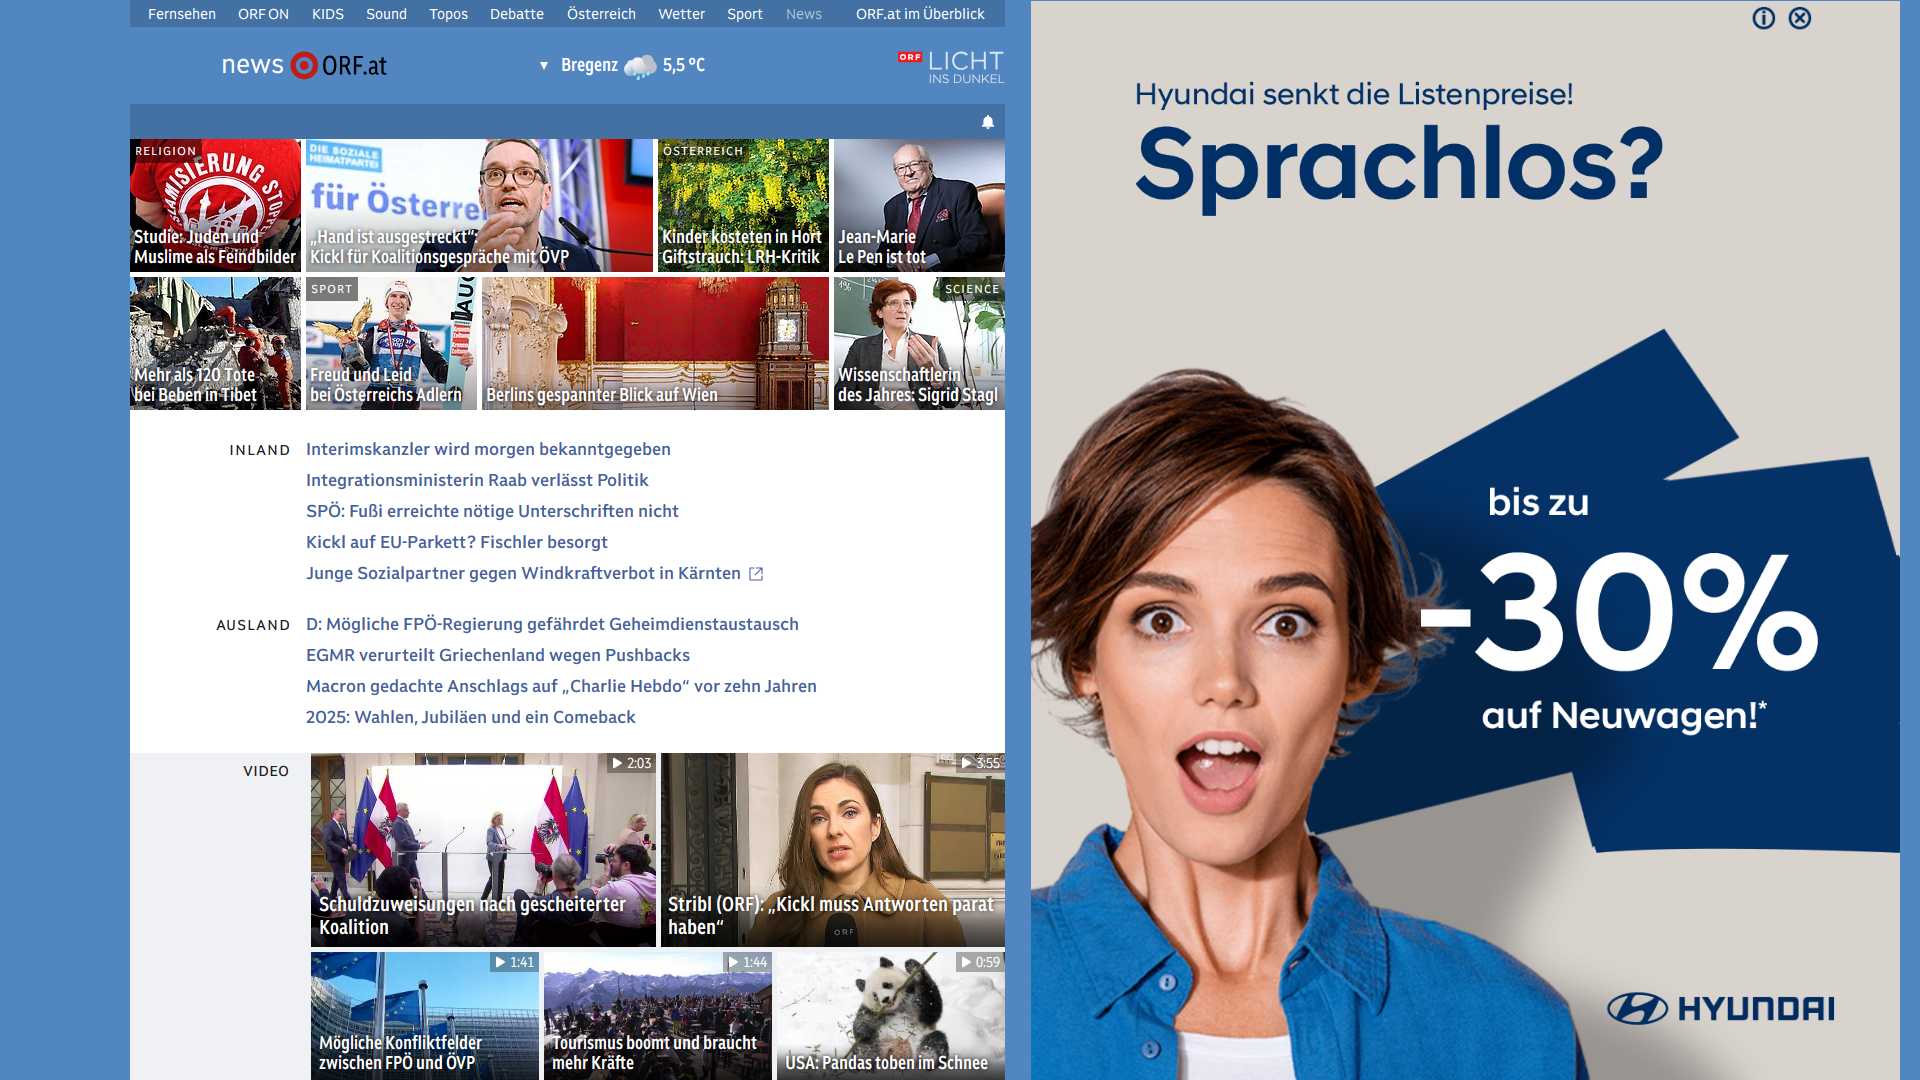 Fernsehen ORF ON KIDS Sound Topos Debatte Österreich Wetter Sport News ORF.at im Überblick
news ORF.at
Bregenz 5,5 °C
ORF LICHT
INS DUNKEL
RELIGION
ISLAMISIERUNG STOPPEN
Studie: Juden und
Muslime als Feindbilder
DIE SOZIALE
HEIMATPARTEI
für Österre
„Hand ist ausgestreckt“:
Kickl für Koalitionsgespräche mit ÖVP
ÖSTERREICH
Kinder kosteten in Hort
Giftstrauch: LRH-Kritik
Jean-Marie
Le Pen ist tot
Mehr als 120 Tote
bei Beben in Tibet
SPORT
Freud und Leid
bei Österreichs Adlern
Berlins gespannter Blick auf Wien
SCIENCE
Wissenschaftlerin
des Jahres: Sigrid Stagl
INLAND
Interimskanzler wird morgen bekanntgegeben
Integrationsministerin Raab verlässt Politik
SPÖ: Fußi erreichte nötige Unterschriften nicht
Kickl auf EU-Parkett? Fischler besorgt
Junge Sozialpartner gegen Windkraftverbot in Kärnten
AUSLAND
D: Mögliche FPÖ-Regierung gefährdet Geheimdienstaustausch
EGMR verurteilt Griechenland wegen Pushbacks
Macron gedachte Anschlags auf „Charlie Hebdo“ vor zehn Jahren
2025: Wahlen, Jubiläen und ein Comeback
VIDEO
2:03
Schuldzuweisungen nach gescheiterter
Koalition
3:55
Stribl (ORF): „Kickl muss Antworten parat
haben“
ORF
1:41
Mögliche Konfliktfelder
zwischen FPÖ und ÖVP
1:44
Tourismus boomt und braucht
mehr Kräfte
0:59
USA: Pandas toben im Schnee
Hyundai senkt die Listenpreise!
Sprachlos?
bis zu
-30%
auf Neuwagen!*
HYUNDAI